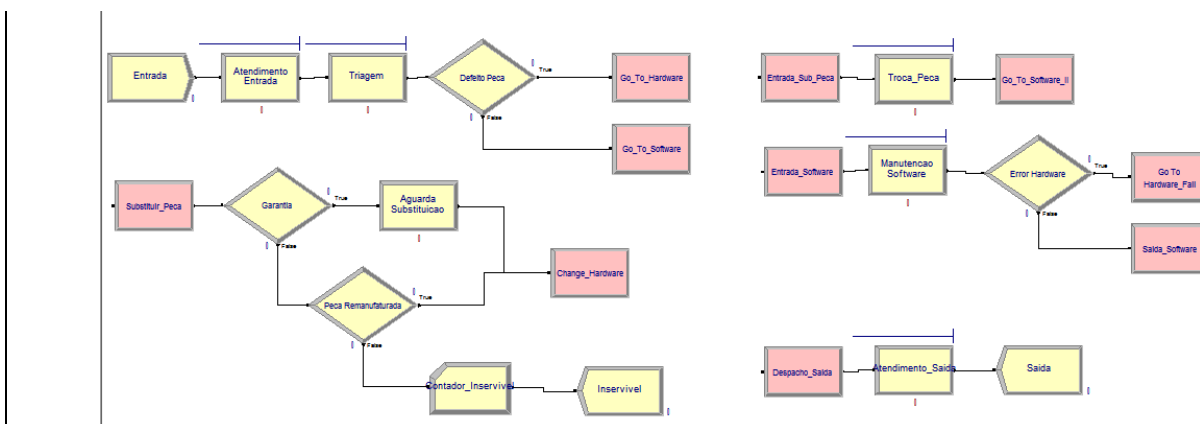 Entrada
Atendimento
Entrada
Triagem
Defeito Peca
True
False
Go_To_Hardware
Go_To_Software
Substituir_Peca
Garantia
True
False
Aguarda
Substituicao
Peca Remanufaturada
True
False
Change_Hardware
Contador_Inservivel
Inservivel
Entrada_Sub_Peca
Troca_Peca
Go_To_Software_II
Entrada_Software
Manutencao
Software
Error Hardware
True
False
Go To
Hardware_Fail
Saida_Software
Despacho_Saida
Atendimento_Saida
Saida